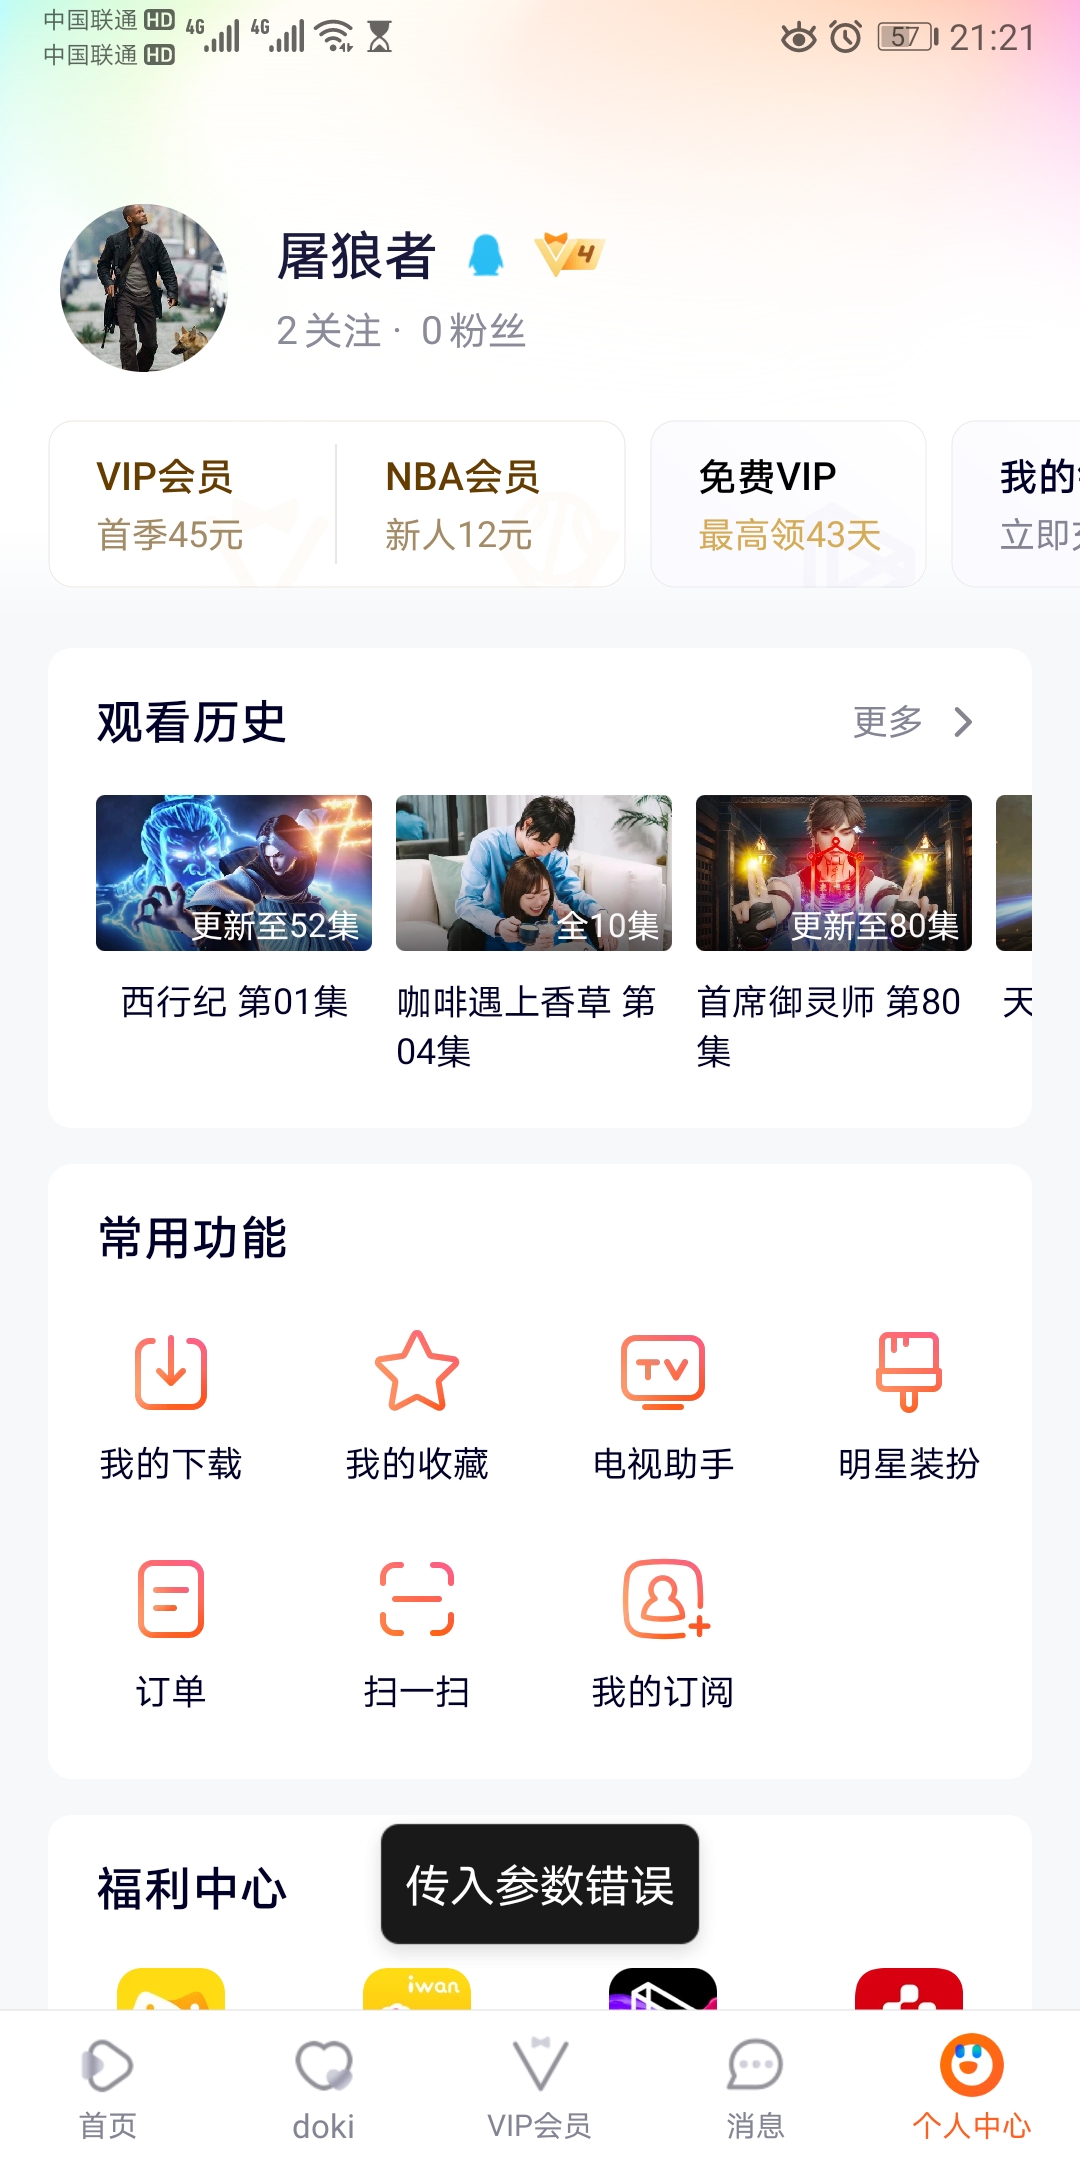 中国联通 HD 4G 4G 57 21:21
中国联通 HD
屠狼者 4
2关注 · 0粉丝
VIP会员 NBA会员 免费VIP 我的
首季45元 新人12元 最高领43天 立即
观看历史 更多
更新至52集 全10集 更新至80集
西行纪 第01集 咖啡遇上香草 第 首席御灵师 第80 天
04集 集
常用功能
TV
我的下载 我的收藏 电视助手 明星装扮
订单 扫一扫 我的订阅
福利中心 传入参数错误
iwan
首页 doki VIP会员 消息 个人中心